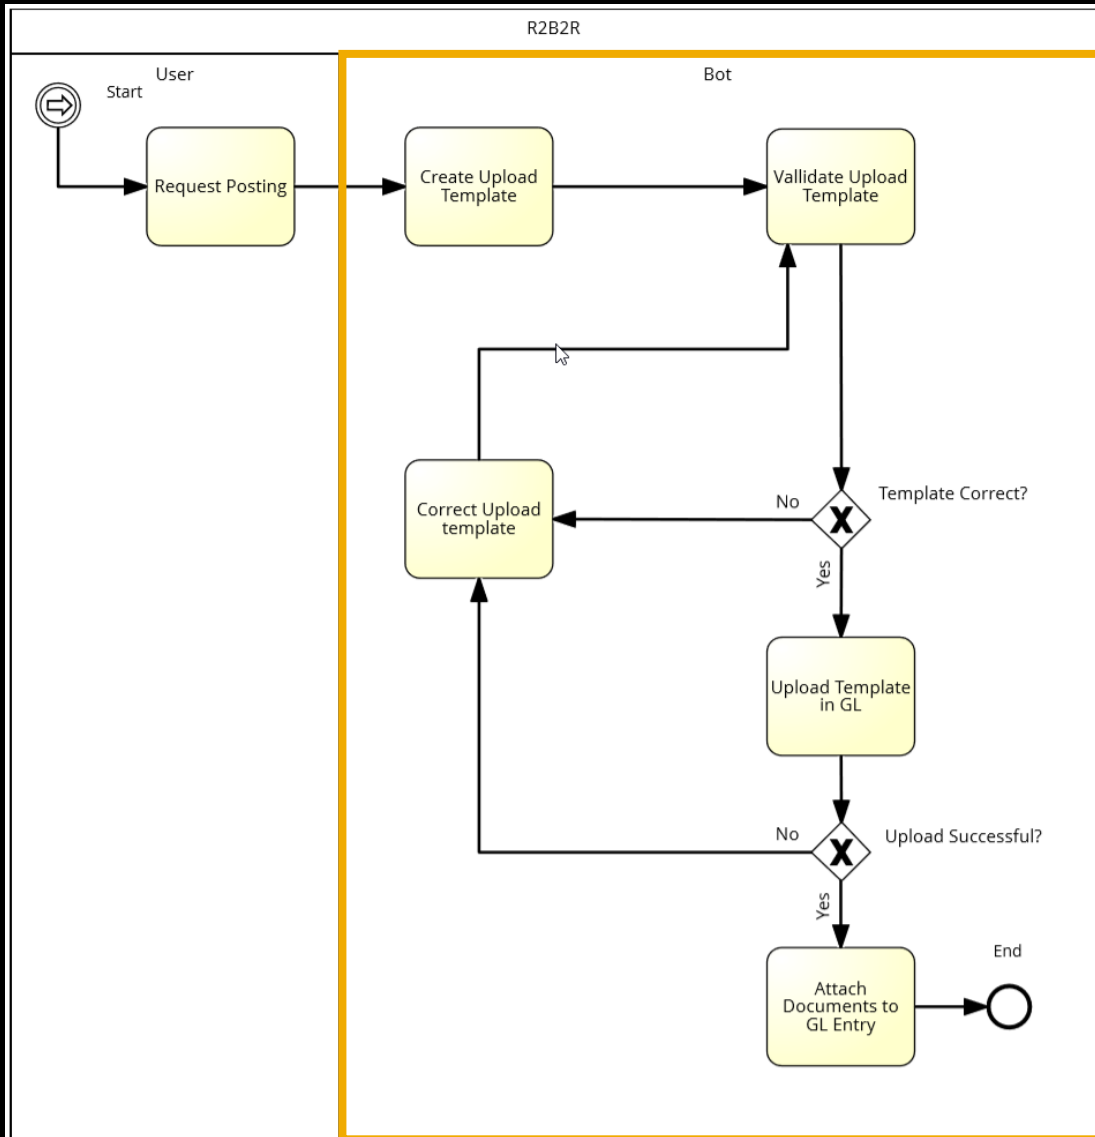 R2B2R
User
Bot
Start
Request Posting
Create Upload
Template
Vallidate Upload
Template
Correct Upload
template
No
Template Correct?
Yes
Upload Template
in GL
No
Upload Successful?
Yes
Attach
Documents to
GL Entry
End